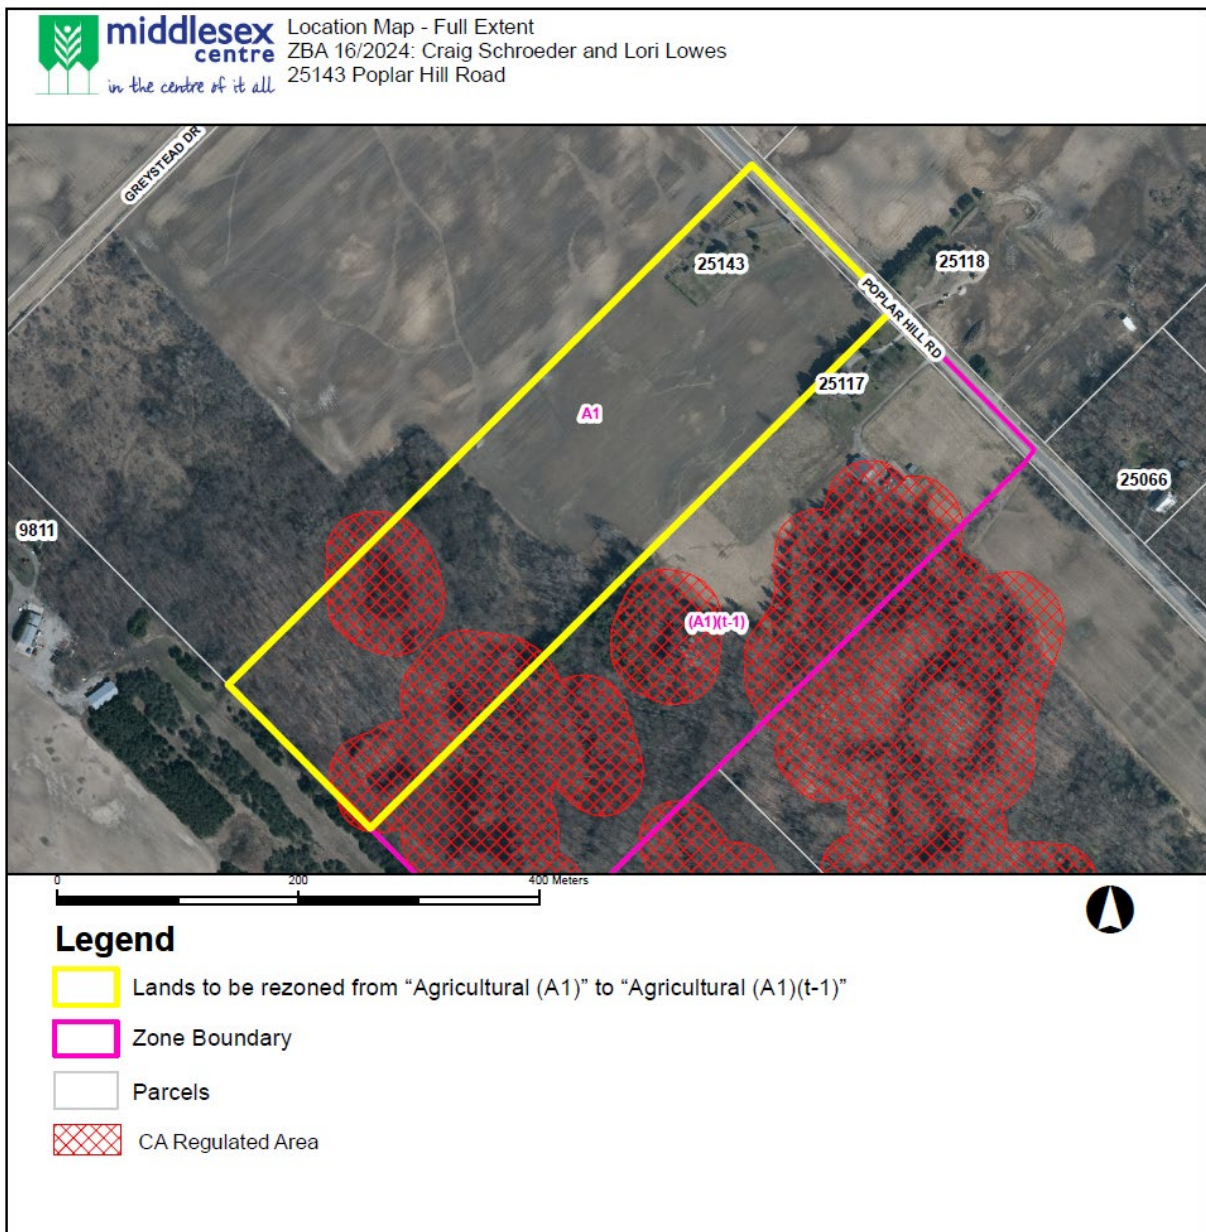 middlesex
centre
in the centre of it all
Location Map - Full Extent
ZBA 16/2024: Craig Schroeder and Lori Lowes
25143 Poplar Hill Road
GREYSTEAD DR
25143
25118
POPLAR HILL RD
25117
A1
25066
9811
(A1)(t-1)
0 200 400 Meters
Legend
Lands to be rezoned from “Agricultural (A1)” to “Agricultural (A1)(t-1)”
Zone Boundary
Parcels
CA Regulated Area